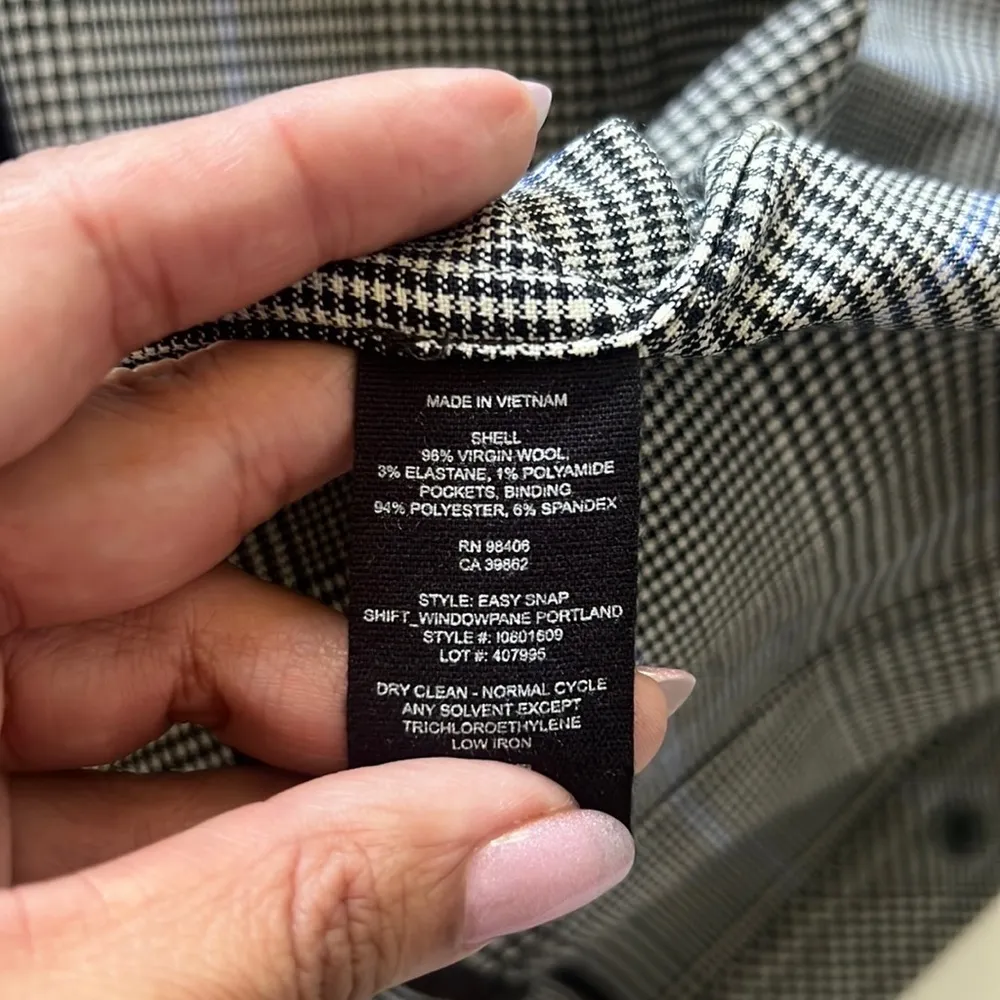 MADE IN VIETNAM
SHELL
96% VIRGIN WOOL,
3% ELASTANE, 1% POLYAMIDE
POCKETS, BINDING
94% POLYESTER, 6% SPANDEX
RN 98406
CA 39862
STYLE: EASY SNAP
SHIFT_WINDOWPANE PORTLAND
STYLE #: I0801609
LOT #: 407995
DRY CLEAN - NORMAL CYCLE
ANY SOLVENT EXCEPT
TRICHLOROETHYLENE
LOW IRON